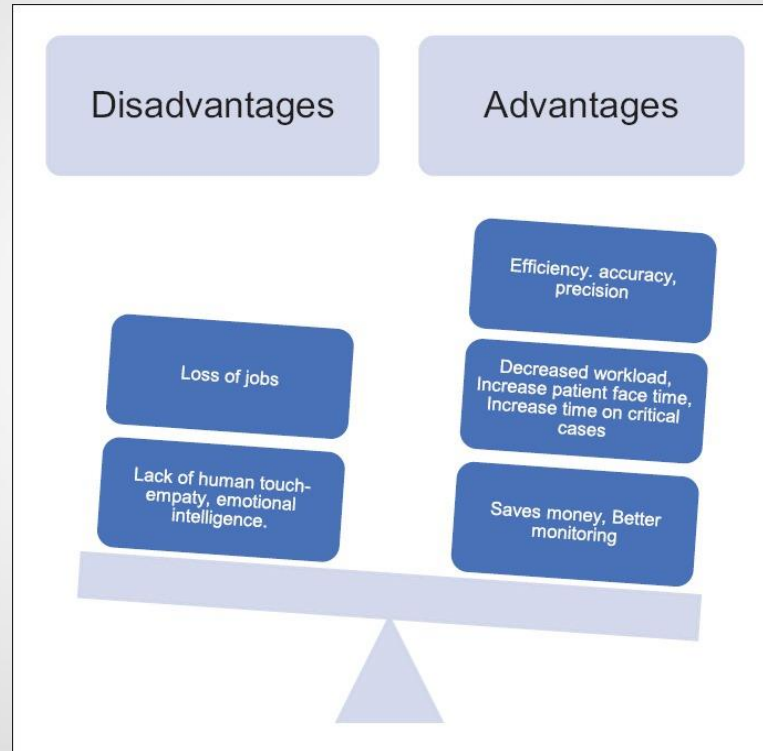 Disadvantages
Advantages
Loss of jobs
Lack of human touch-
empaty, emotional
intelligence.
Efficiency. accuracy,
precision
Decreased workload,
Increase patient face time,
Increase time on critical
cases
Saves money, Better
monitoring